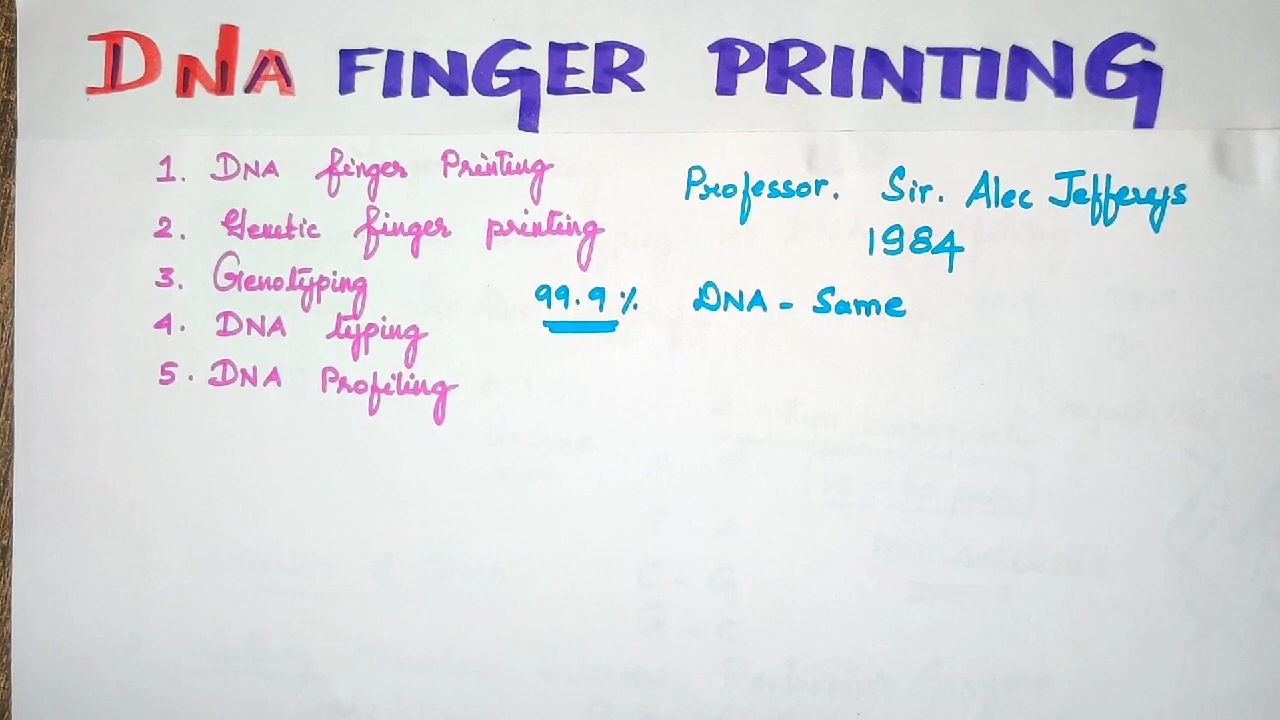 DNA FINGER PRINTING
1. DNA finger Printing
2. Genetic finger printing
3. Genotyping
4. DNA typing
5. DNA Profiling
Professor. Sir. Alec Jefferys
1984
99.9% DNA - Same